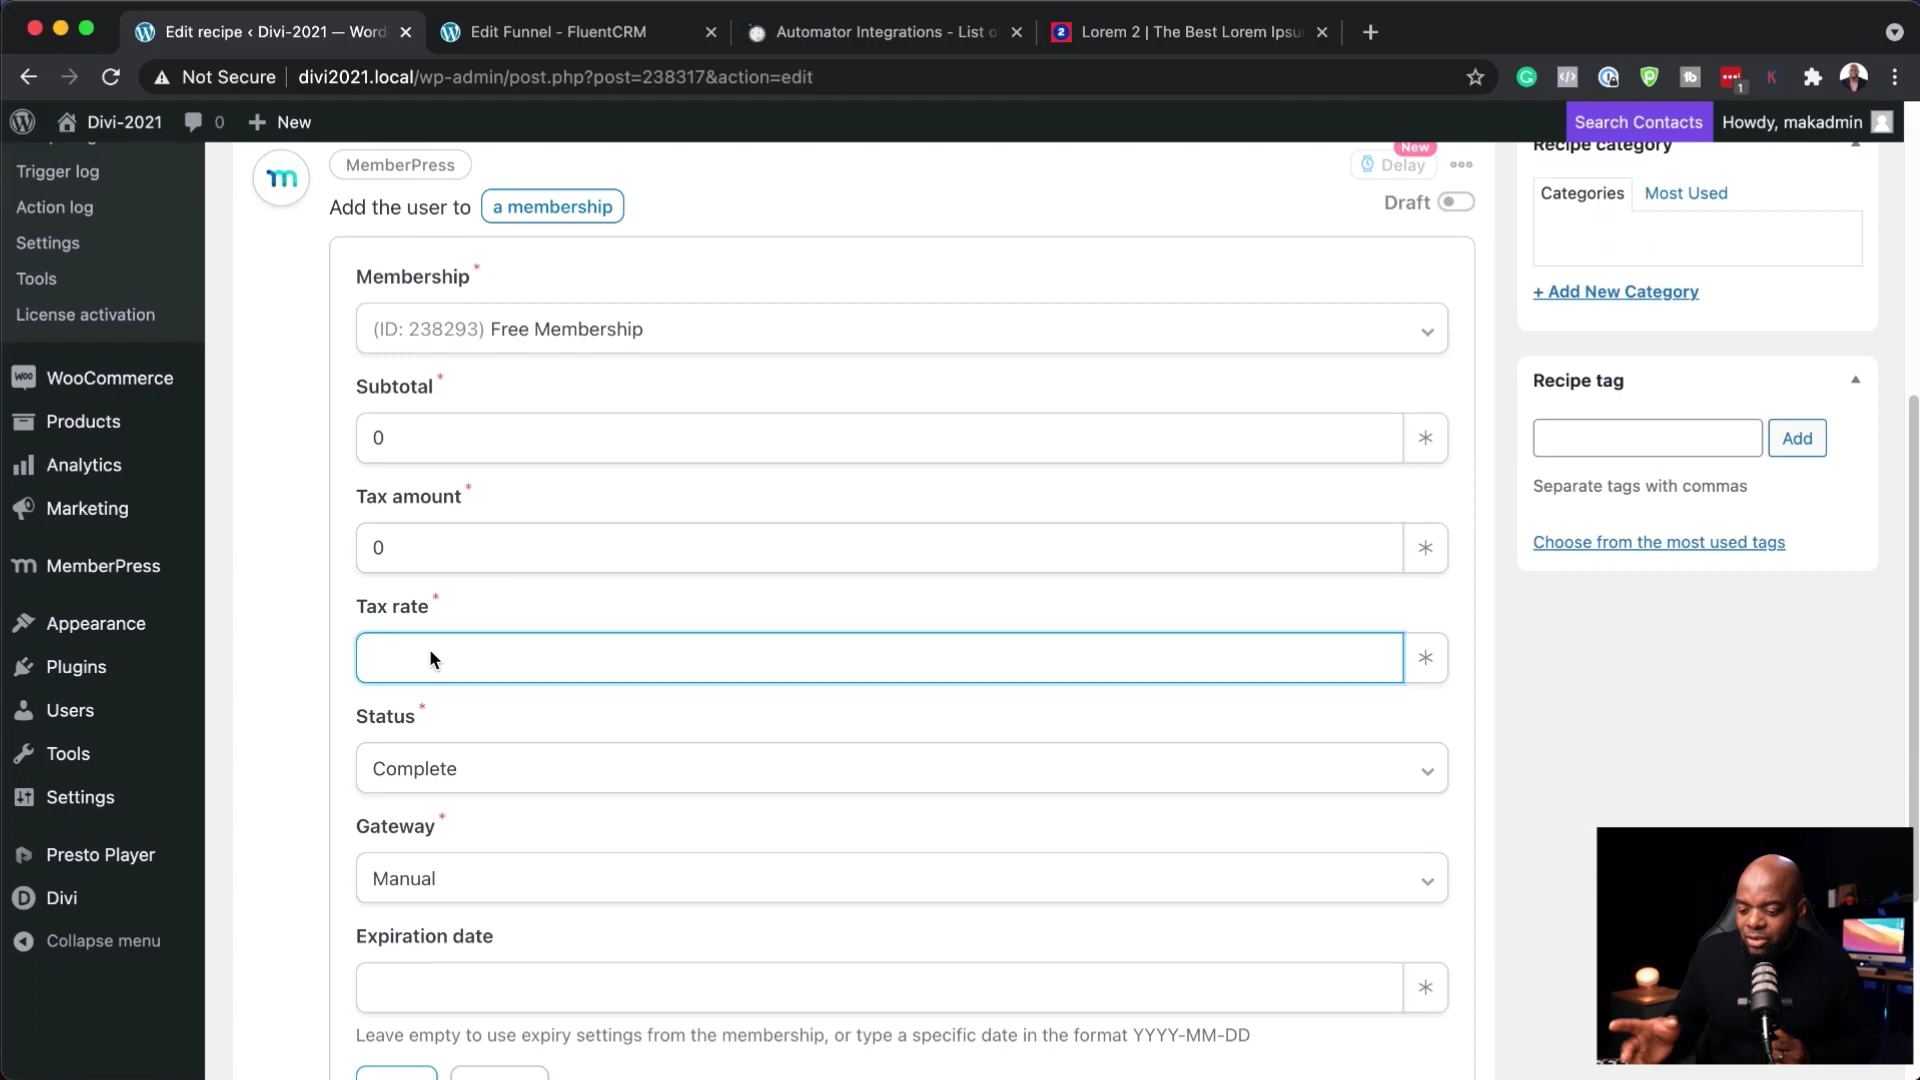 Edit recipe ‹ Divi-2021 — Word
Edit Funnel - FluentCRM
Automator Integrations - List o
2
Lorem 2 | The Best Lorem Ipsu
Not Secure
divi2021.local/wp-admin/post.php?post=238317&action=edit
1
Divi-2021
0
New
Search Contacts
Howdy, makadmin
Trigger log
Action log
Settings
Tools
License activation
WooCommerce
Products
Analytics
Marketing
MemberPress
Appearance
Plugins
Users
Tools
Settings
Presto Player
Divi
Collapse menu
MemberPress
New
Delay
Add the user to a membership
Draft
Membership *
(ID: 238293) Free Membership
Subtotal *
0
Tax amount *
0
Tax rate *
Status *
Complete
Gateway *
Manual
Expiration date
Leave empty to use expiry settings from the membership, or type a specific date in the format YYYY-MM-DD
Recipe category
Categories
Most Used
+ Add New Category
Recipe tag
Add
Separate tags with commas
Choose from the most used tags